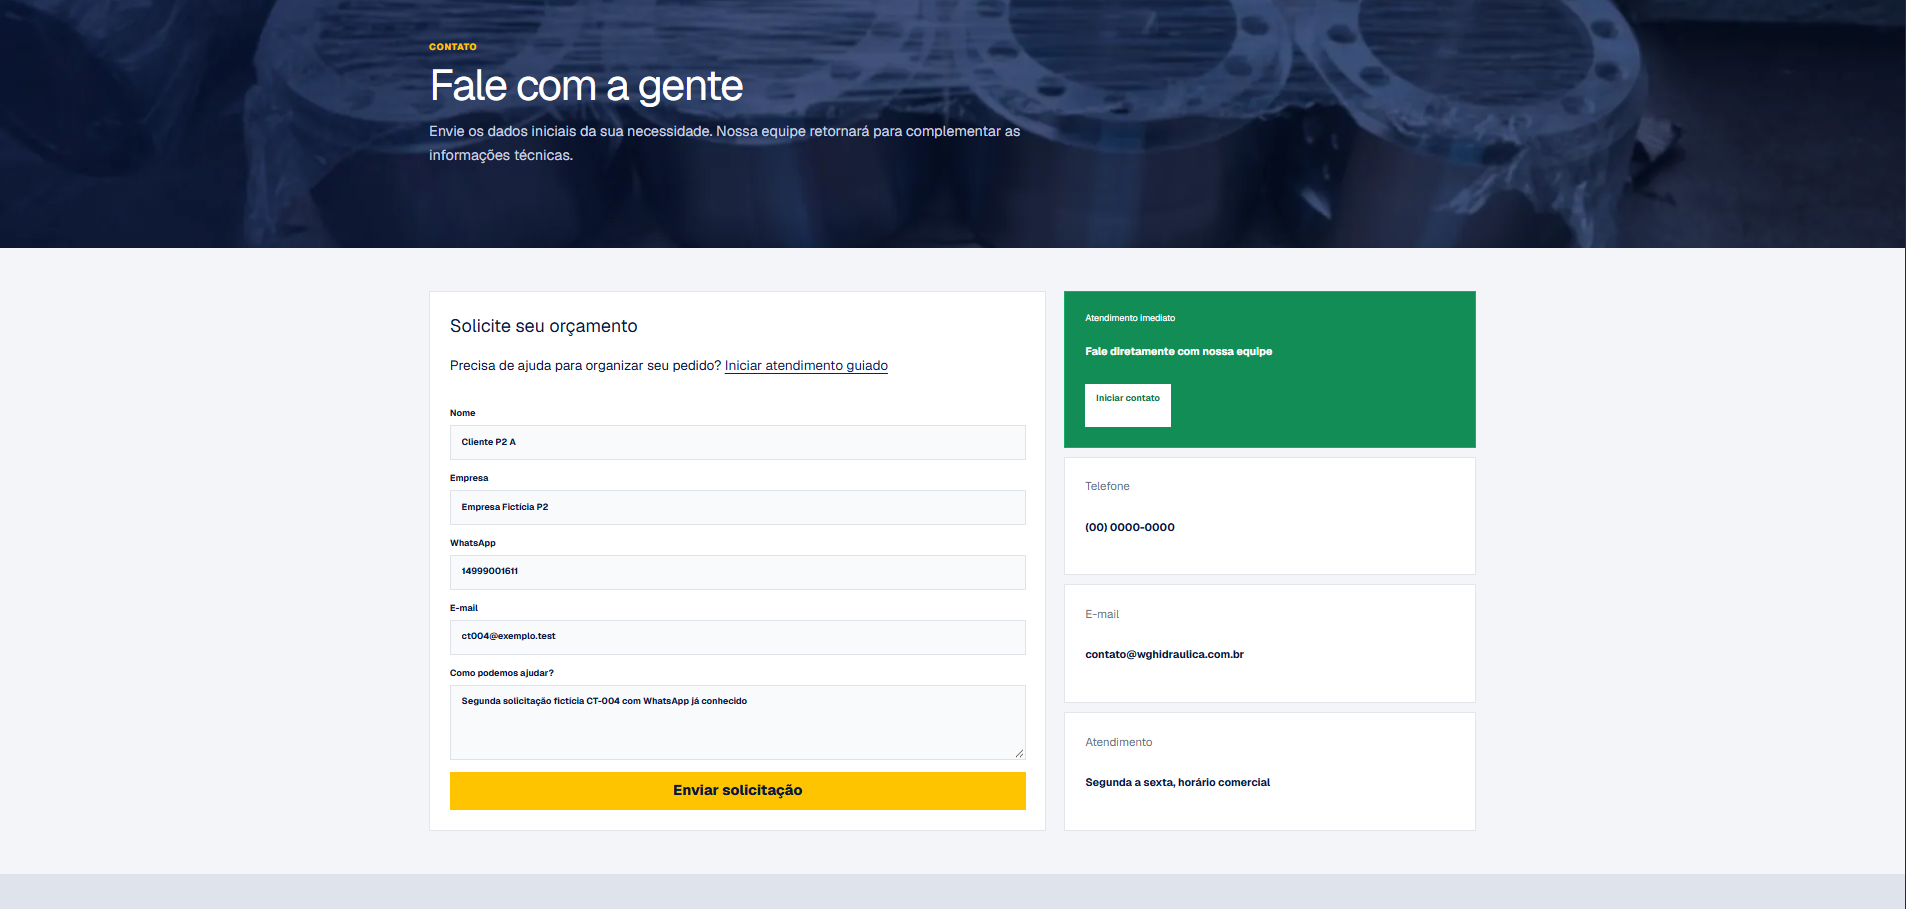 CONTATO
Fale com a gente
Envie os dados iniciais da sua necessidade. Nossa equipe retornará para complementar as
informações técnicas.
Solicite seu orçamento
Precisa de ajuda para organizar seu pedido? Iniciar atendimento guiado
Nome
Cliente P2 A
Empresa
Empresa Fictícia P2
WhatsApp
14999001611
E-mail
ct004@exemplo.test
Como podemos ajudar?
Segunda solicitação fictícia CT-004 com WhatsApp já conhecido
Enviar solicitação
Atendimento Imediato
Fale diretamente com nossa equipe
Iniciar contato
Telefone
(00) 0000-0000
E-mail
contato@wghidraulica.com.br
Atendimento
Segunda a sexta, horário comercial